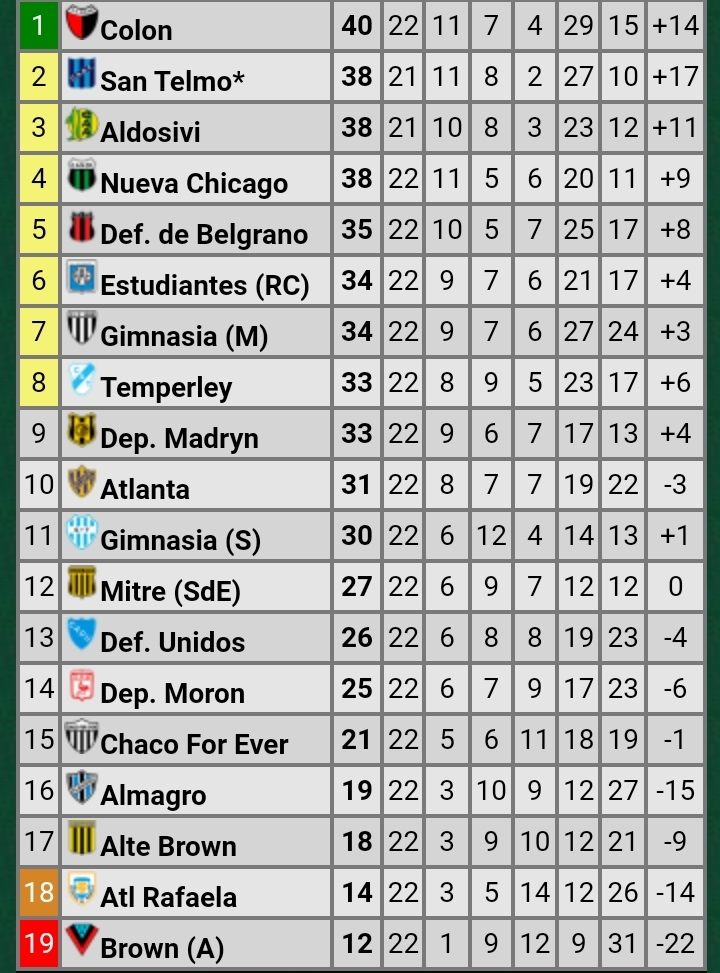 1 Colon 40 22 11 7 4 29 15 +14
2 San Telmo* 38 21 11 8 2 27 10 +17
3 Aldosivi 38 21 10 8 3 23 12 +11
4 Nueva Chicago 38 22 11 5 6 20 11 +9
5 Def. de Belgrano 35 22 10 5 7 25 17 +8
6 Estudiantes (RC) 34 22 9 7 6 21 17 +4
7 Gimnasia (M) 34 22 9 7 6 27 24 +3
8 Temperley 33 22 8 9 5 23 17 +6
9 Dep. Madryn 33 22 9 6 7 17 13 +4
10 Atlanta 31 22 8 7 7 19 22 -3
11 Gimnasia (S) 30 22 6 12 4 14 13 +1
12 Mitre (SdE) 27 22 6 9 7 12 12 0
13 Def. Unidos 26 22 6 8 8 19 23 -4
14 Dep. Moron 25 22 6 7 9 17 23 -6
15 Chaco For Ever 21 22 5 6 11 18 19 -1
16 Almagro 19 22 3 10 9 12 27 -15
17 Alte Brown 18 22 3 9 10 12 21 -9
18 Atl Rafaela 14 22 3 5 14 12 26 -14
19 Brown (A) 12 22 1 9 12 9 31 -22